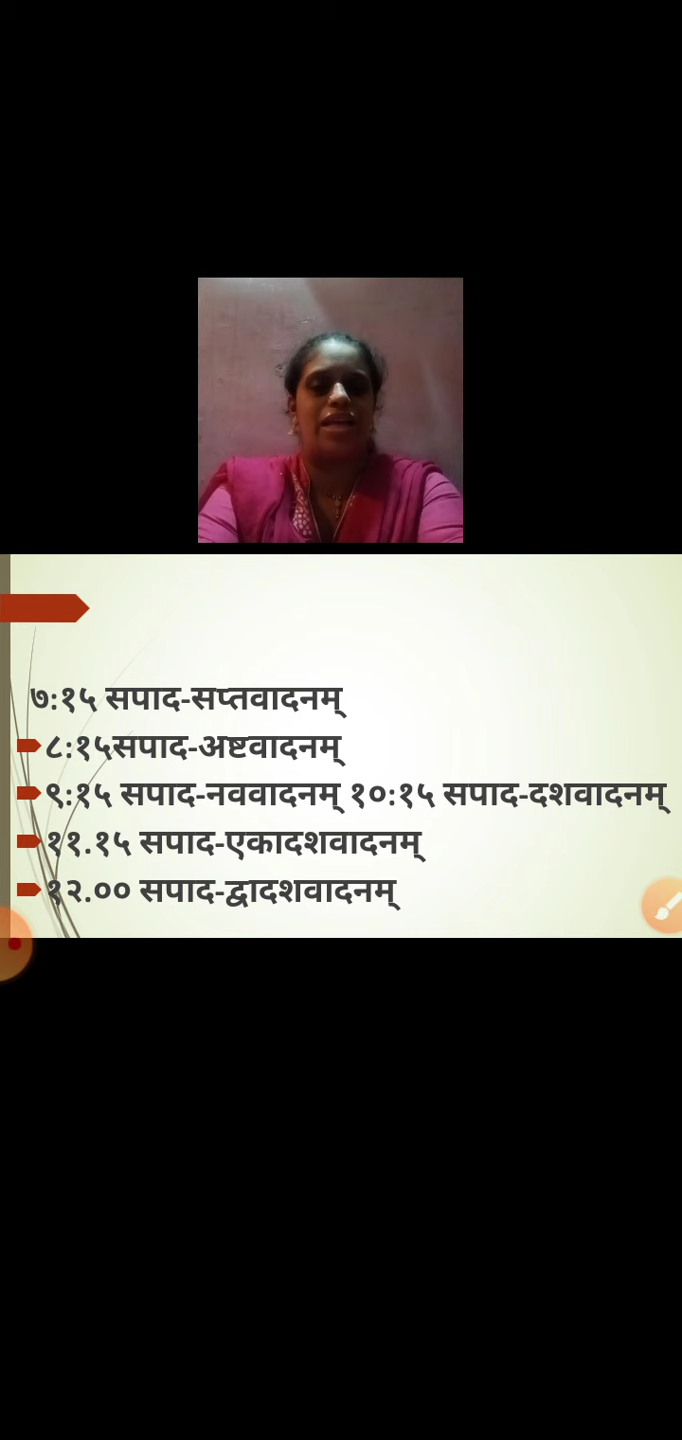 ७:१५ सपाद-सप्तवादनम्
८:१५सपाद-अष्टवादनम्
९:१५ सपाद-नववादनम् १०:१५ सपाद-दशवादनम्
११.१५ सपाद-एकादशवादनम्
१२.०० सपाद-द्वादशवादनम्